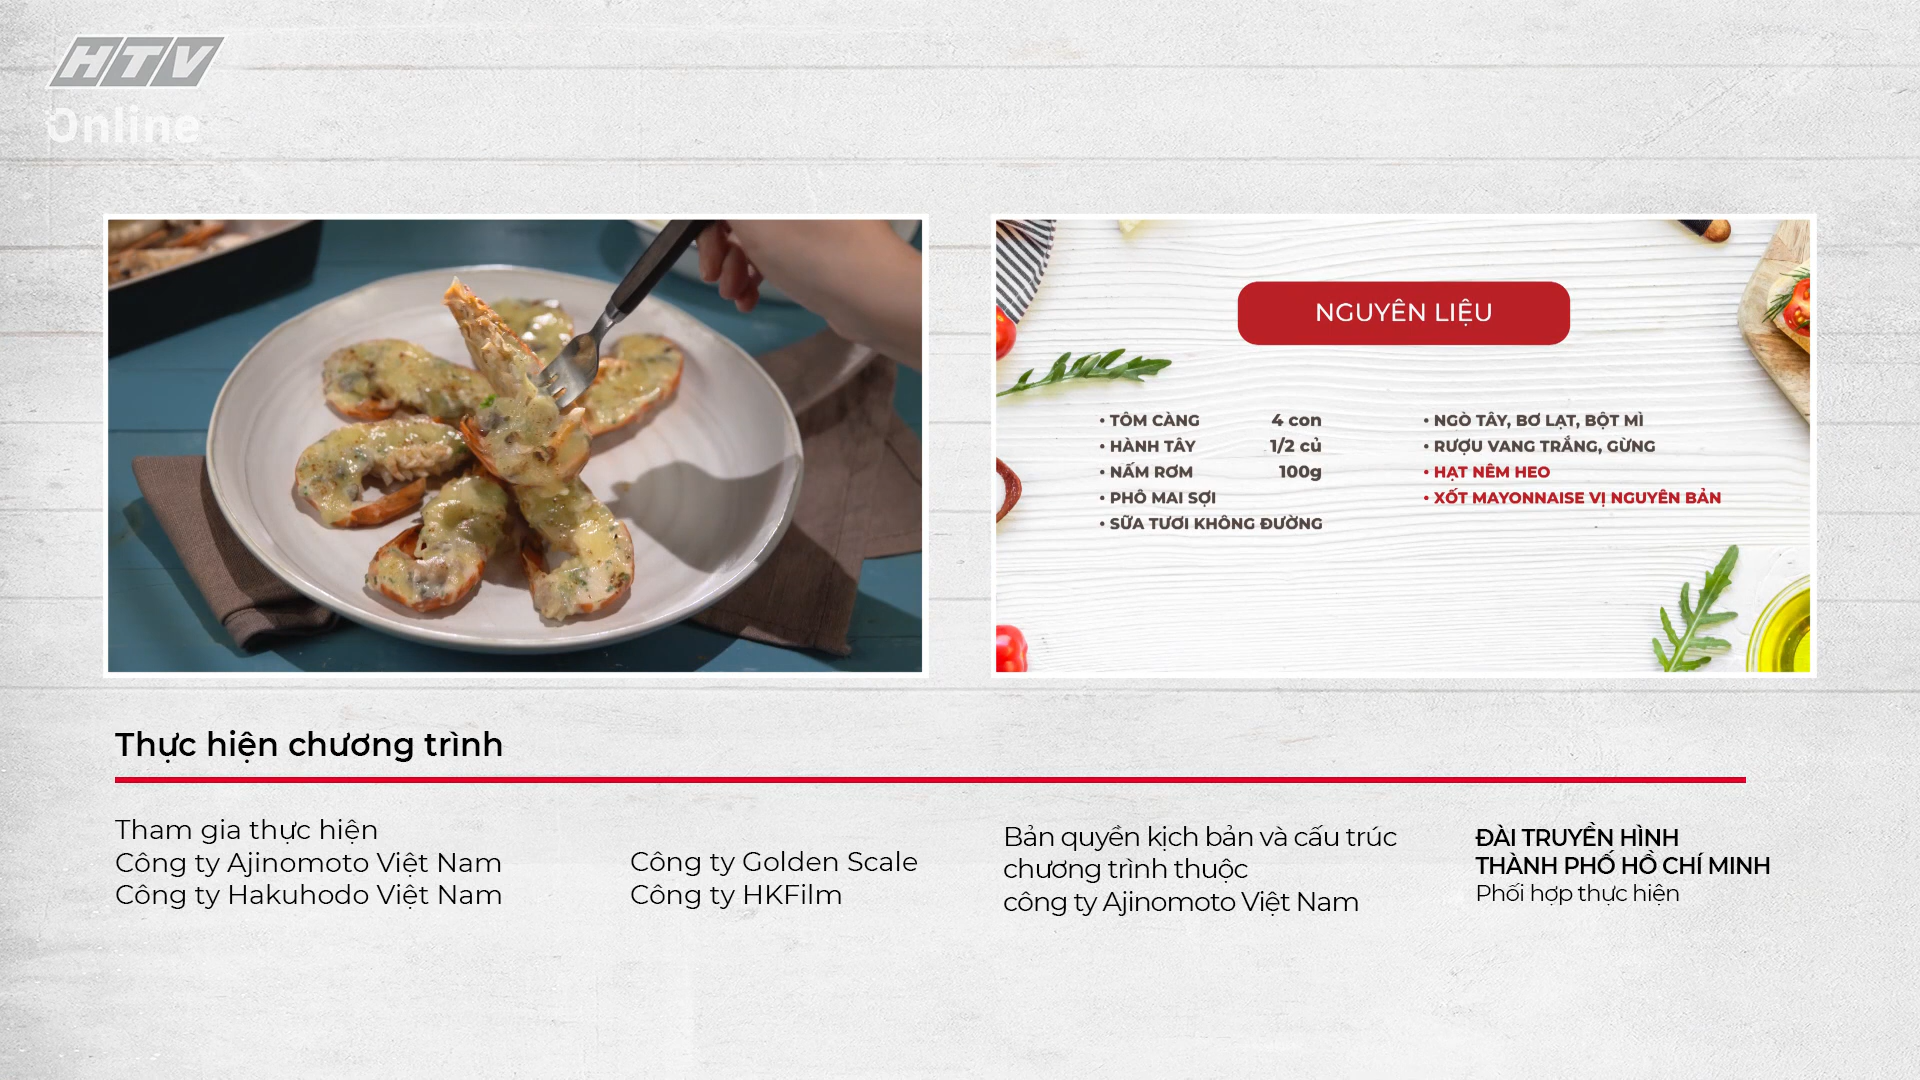 HTV
Online
NGUYÊN LIỆU
• TÔM CÀNG 4 con
• HÀNH TÂY 1/2 củ
• NẤM RƠM 100g
• PHÔ MAI SỢI
• SỮA TƯƠI KHÔNG ĐƯỜNG
• NGÒ TÂY, BƠ LẠT, BỘT MÌ
• RƯỢU VANG TRẮNG, GỪNG
• HẠT NÊM HEO
• XỐT MAYONNAISE VỊ NGUYÊN BẢN
Thực hiện chương trình
Tham gia thực hiện
Công ty Ajinomoto Việt Nam
Công ty Hakuhodo Việt Nam
Công ty Golden Scale
Công ty HKFilm
Bản quyền kịch bản và cấu trúc
chương trình thuộc
công ty Ajinomoto Việt Nam
ĐÀI TRUYỀN HÌNH
THÀNH PHỐ HỒ CHÍ MINH
Phối hợp thực hiện